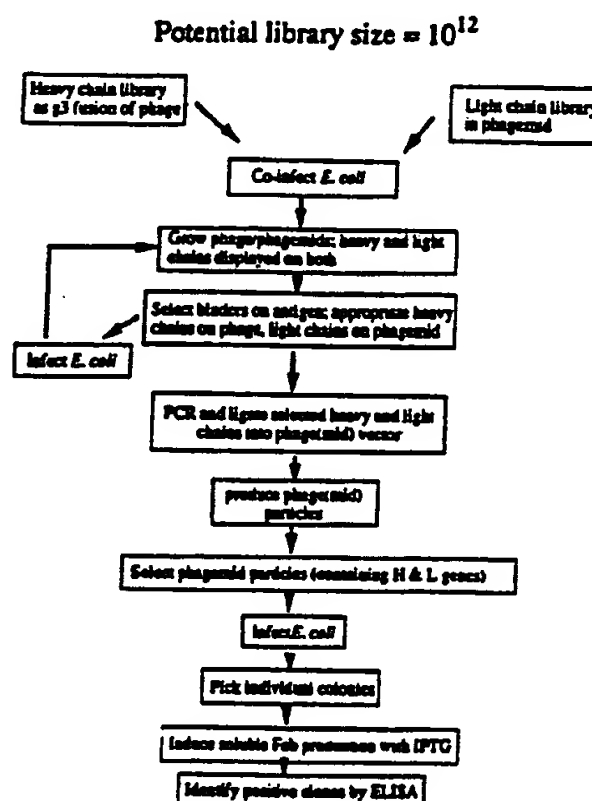 Potential library size = 10¹²
Heavy chain library
as g3 fusion of phage
Light chain library
in phagemid
Co-infect E. coli
Grow phage/phagemids; heavy and light
chains displayed on both
Select binders on antigen; appropriate heavy
chains on phage, light chains on phagemid
Infect E. coli
PCR and ligate selected heavy and light
chains into phage(mid) vector
produce phage(mid)
particles
Select phagemid particles (containing H & L genes)
Infect E. coli
Pick individual colonies
Induce soluble Fab production with IPTG
Identify positive clones by ELISA